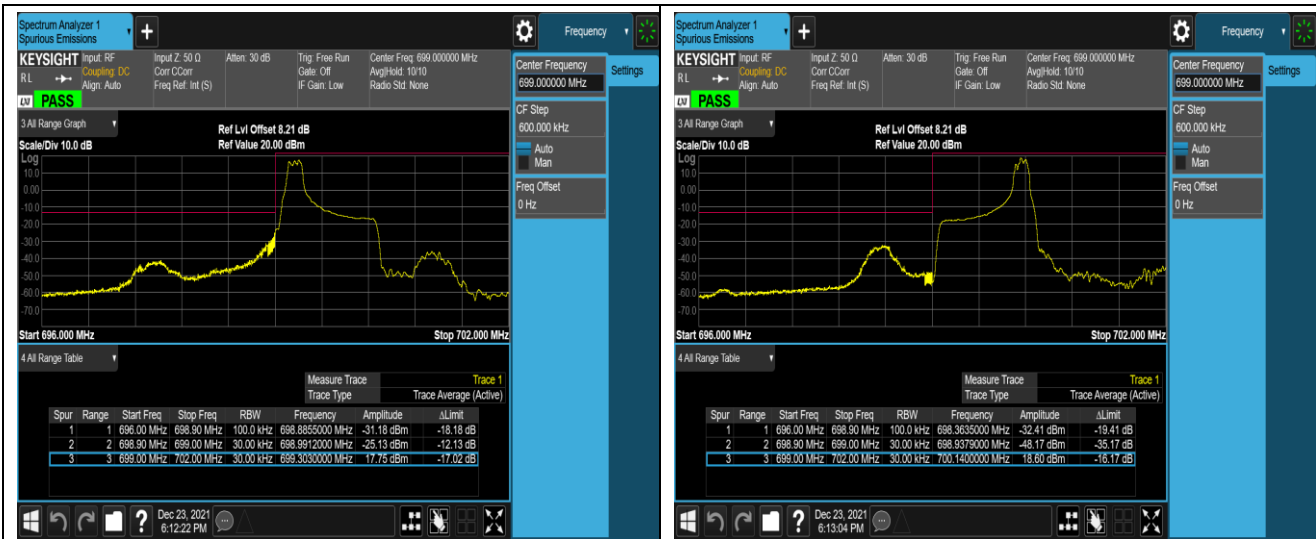 Spectrum Analyzer 1
Spurious Emissions
Frequency
KEYSIGHT Input: RF Input Z: 50 Ω Atten: 30 dB Trig: Free Run Center Freq: 699.000000 MHz
RL Coupling: DC Corr CCorr Gate: Off Avg|Hold: 10/10
Align: Auto Freq Ref: Int (S) IF Gain: Low Radio Std: None
LXI PASS
Center Frequency
699.000000 MHz
Settings
CF Step
600.000 kHz
Auto
Man
Freq Offset
0 Hz
3 All Range Graph
Ref Lvl Offset 8.21 dB
Scale/Div 10.0 dB Ref Value 20.00 dBm
Log
10.0
0.00
-10.0
-20.0
-30.0
-40.0
-50.0
-60.0
-70.0
Start 696.000 MHz Stop 702.000 MHz
4 All Range Table
Measure Trace Trace 1
Trace Type Trace Average (Active)
Spur Range Start Freq Stop Freq RBW Frequency Amplitude ΔLimit
1 1 696.00 MHz 698.90 MHz 100.0 kHz 698.8855000 MHz -31.18 dBm -18.18 dB
2 2 698.90 MHz 699.00 MHz 30.00 kHz 698.9912000 MHz -25.13 dBm -12.13 dB
3 3 699.00 MHz 702.00 MHz 30.00 kHz 699.3030000 MHz 17.75 dBm -17.02 dB
?
Dec 23, 2021
6:12:22 PM
Spectrum Analyzer 1
Spurious Emissions
Frequency
KEYSIGHT Input: RF Input Z: 50 Ω Atten: 30 dB Trig: Free Run Center Freq: 699.000000 MHz
RL Coupling: DC Corr CCorr Gate: Off Avg|Hold: 10/10
Align: Auto Freq Ref: Int (S) IF Gain: Low Radio Std: None
LXI PASS
Center Frequency
699.000000 MHz
Settings
CF Step
600.000 kHz
Auto
Man
Freq Offset
0 Hz
3 All Range Graph
Ref Lvl Offset 8.21 dB
Scale/Div 10.0 dB Ref Value 20.00 dBm
Log
10.0
0.00
-10.0
-20.0
-30.0
-40.0
-50.0
-60.0
-70.0
Start 696.000 MHz Stop 702.000 MHz
4 All Range Table
Measure Trace Trace 1
Trace Type Trace Average (Active)
Spur Range Start Freq Stop Freq RBW Frequency Amplitude ΔLimit
1 1 696.00 MHz 698.90 MHz 100.0 kHz 698.3635000 MHz -32.41 dBm -19.41 dB
2 2 698.90 MHz 699.00 MHz 30.00 kHz 698.9379000 MHz -48.17 dBm -35.17 dB
3 3 699.00 MHz 702.00 MHz 30.00 kHz 700.1400000 MHz 18.60 dBm -16.17 dB
?
Dec 23, 2021
6:13:04 PM